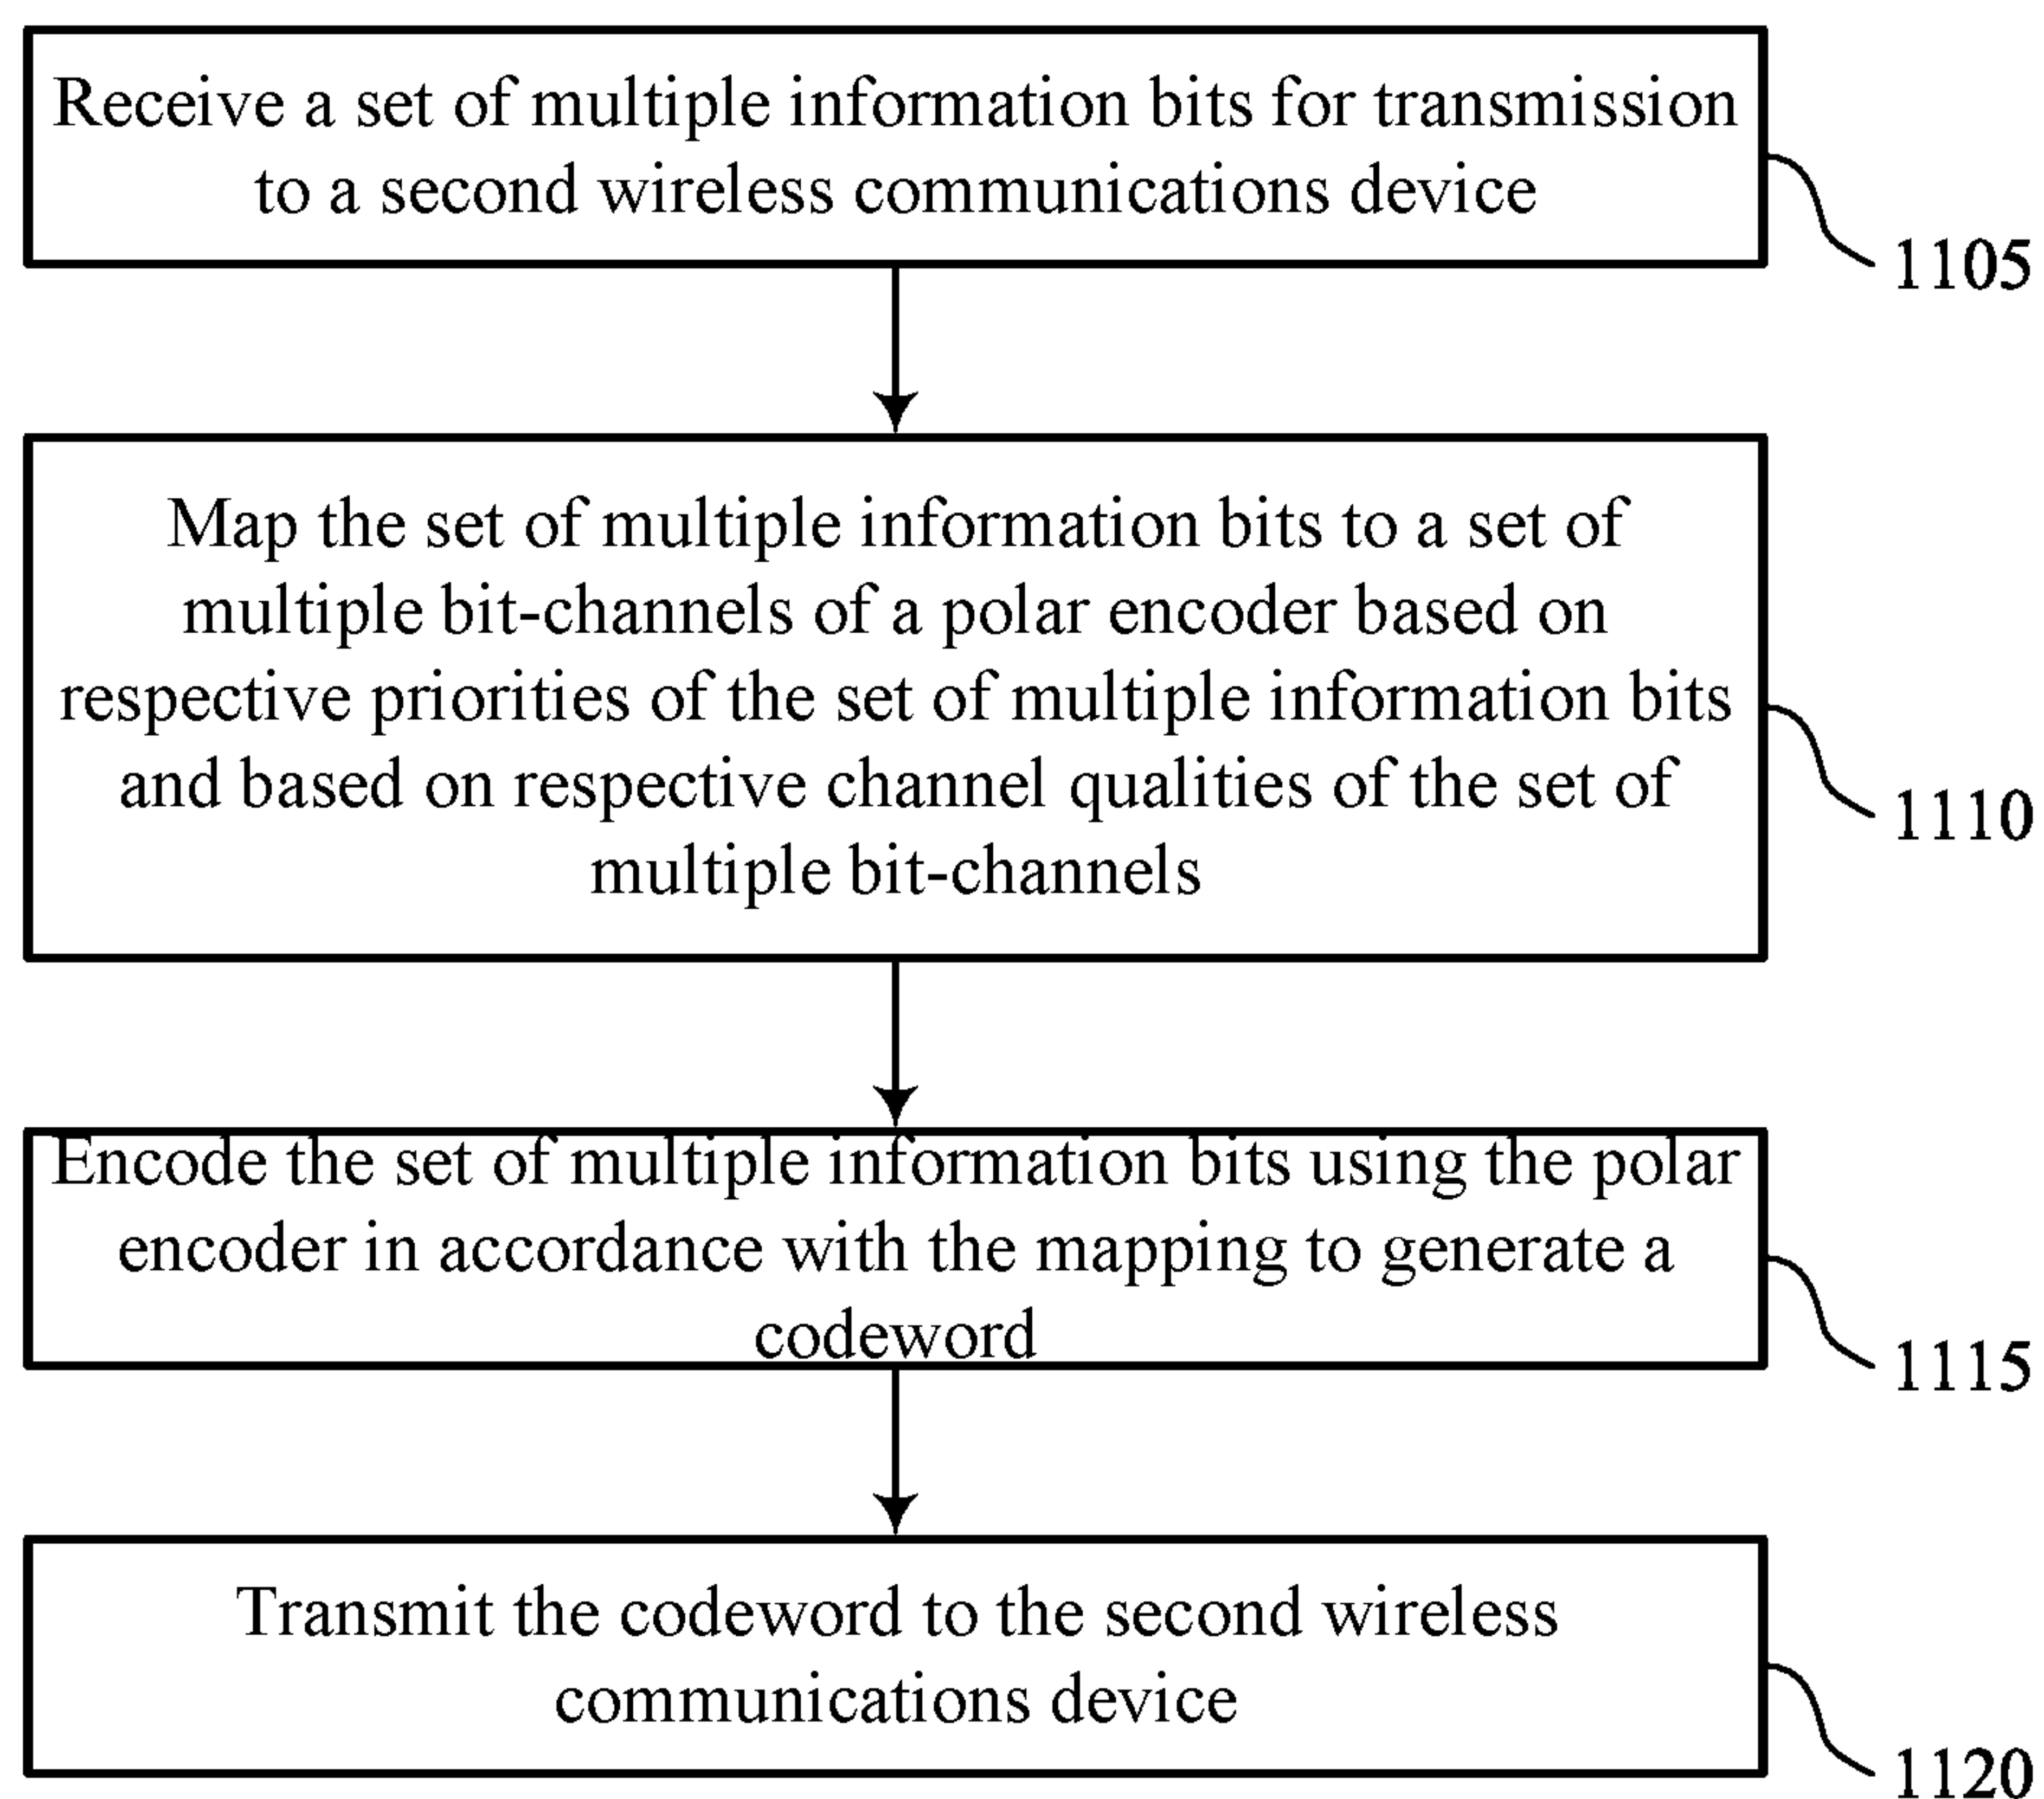 Receive a set of multiple information bits for transmission
to a second wireless communications device
1105
Map the set of multiple information bits to a set of
multiple bit-channels of a polar encoder based on
respective priorities of the set of multiple information bits
and based on respective channel qualities of the set of
multiple bit-channels
1110
Encode the set of multiple information bits using the polar
encoder in accordance with the mapping to generate a
codeword
1115
Transmit the codeword to the second wireless
communications device
1120